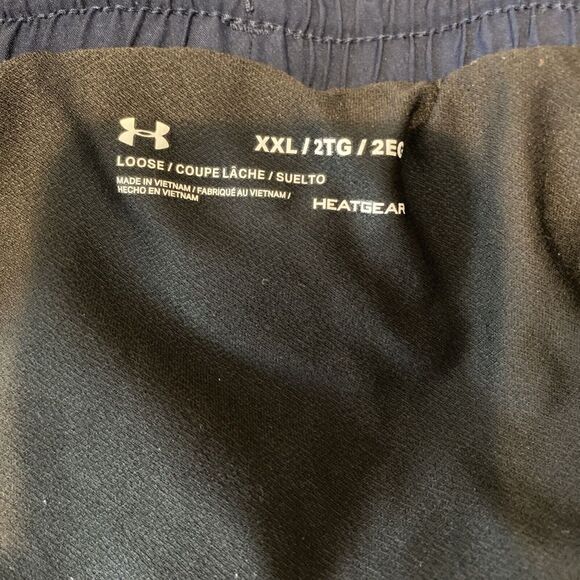 XXL / 2TG / 2EG
LOOSE / COUPE LÂCHE / SUELTO
MADE IN VIETNAM / FABRIQUÉ AU VIETNAM /
HECHO EN VIETNAM
HEATGEAR